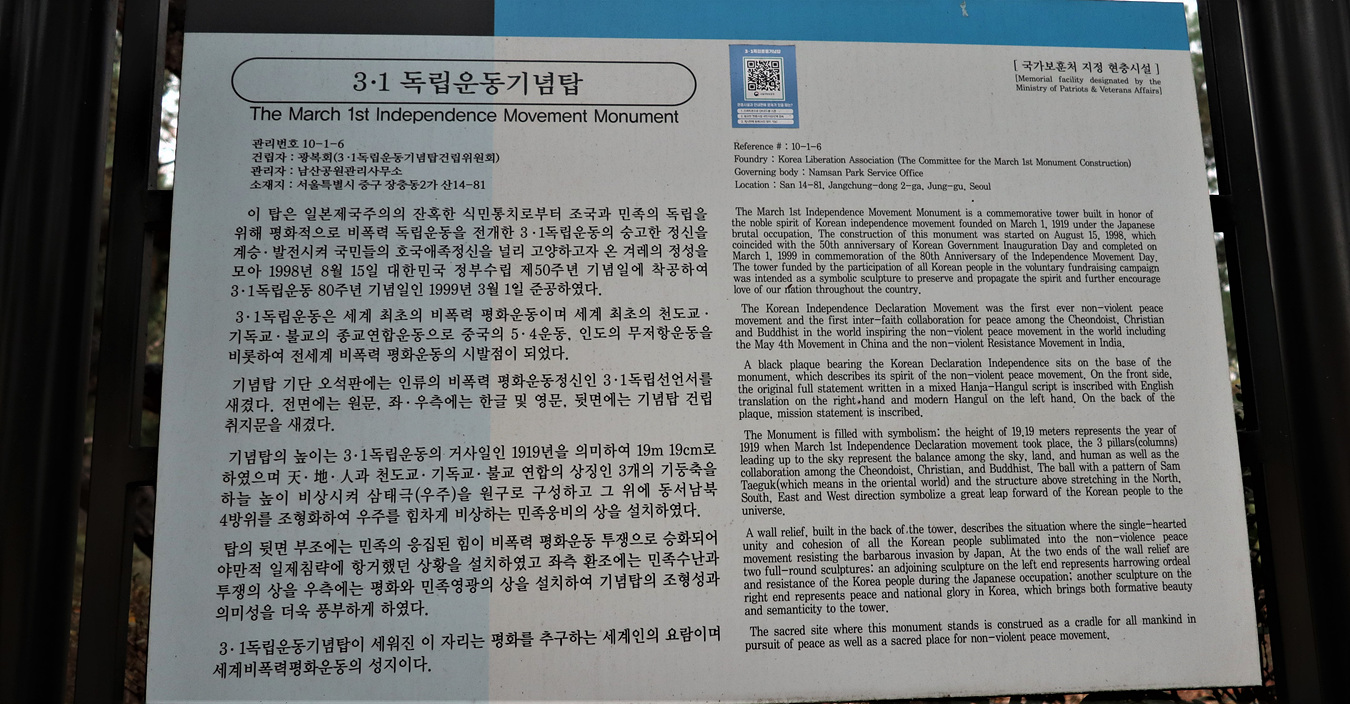 3·1 독립운동기념탑
The March 1st Independence Movement Monument
관리번호 10-1-6
건립자 : 광복회(3·1독립운동기념탑건립위원회)
관리자 : 남산공원관리사무소
소재지 : 서울특별시 중구 장충동2가 산14-81
이 탑은 일본제국주의의 잔혹한 식민통치로부터 조국과 민족의 독립을
위해 평화적으로 비폭력 독립운동을 전개한 3·1독립운동의 숭고한 정신을
계승·발전시켜 국민들의 호국애족정신을 널리 고양하고자 온 겨레의 정성을
모아 1998년 8월 15일 대한민국 정부수립 제50주년 기념일에 착공하여
3·1독립운동 80주년 기념일인 1999년 3월 1일 준공하였다.
3·1독립운동은 세계 최초의 비폭력 평화운동이며 세계 최초의 천도교·
기독교·불교의 종교연합운동으로 중국의 5·4운동, 인도의 무저항운동을
비롯하여 전세계 비폭력 평화운동의 시발점이 되었다.
기념탑 기단 오석판에는 인류의 비폭력 평화운동정신인 3·1독립선언서를
새겼다. 전면에는 원문, 좌·우측에는 한글 및 영문, 뒷면에는 기념탑 건립
취지문을 새겼다.
기념탑의 높이는 3·1독립운동의 거사일인 1919년을 의미하여 19m 19cm로
하였으며 天·地·人과 천도교·기독교·불교 연합의 상징인 3개의 기둥축을
하늘 높이 비상시켜 삼태극(우주)을 원구로 구성하고 그 위에 동서남북
4방위를 조형화하여 우주를 힘차게 비상하는 민족웅비의 상을 설치하였다.
탑의 뒷면 부조에는 민족의 응집된 힘이 비폭력 평화운동 투쟁으로 승화되어
야만적 일제침략에 항거했던 상황을 설치하였고 좌측 환조에는 민족수난과
투쟁의 상을 우측에는 평화와 민족영광의 상을 설치하여 기념탑의 조형성과
의미성을 더욱 풍부하게 하였다.
3·1독립운동기념탑이 세워진 이 자리는 평화를 추구하는 세계인의 요람이며
세계비폭력평화운동의 성지이다.
[ 국가보훈처 지정 현충시설 ]
[Memorial facility designated by the
Ministry of Patriots & Veterans Affairs]
Reference # : 10-1-6
Foundry : Korea Liberation Association (The Committee for the March 1st Monument Construction)
Governing body : Namsan Park Service Office
Location : San 14-81, Jangchung-dong 2-ga, Jung-gu, Seoul
The March 1st Independence Movement Monument is a commemorative tower built in honor of
the noble spirit of Korean independence movement founded on March 1, 1919 under the Japanese
brutal occupation. The construction of this monument was started on August 15, 1998, which
coincided with the 50th anniversary of Korean Government Inauguration Day and completed on
March 1, 1999 in commemoration of the 80th Anniversary of the Independence Movement Day.
The tower funded by the participation of all Korean people in the voluntary fundraising campaign
was intended as a symbolic sculpture to preserve and propagate the spirit and further encourage
love of our nation throughout the country.
The Korean Independence Declaration Movement was the first ever non-violent peace
movement and the first inter-faith collaboration for peace among the Cheondoist, Christian
and Buddhist in the world inspiring the non-violent peace movement in the world including
the May 4th Movement in China and the non-violent Resistance Movement in India.
A black plaque bearing the Korean Declaration Independence sits on the base of the
monument, which describes its spirit of the non-violent peace movement. On the front side,
the original full statement written in a mixed Hanja-Hangul script is inscribed with English
translation on the right hand and modern Hangul on the left hand. On the back of the
plaque, mission statement is inscribed.
The Monument is filled with symbolism: the height of 19.19 meters represents the year of
1919 when March 1st Independence Declaration movement took place, the 3 pillars(columns)
leading up to the sky represent the balance among the sky, land, and human as well as the
collaboration among the Cheondoist, Christian, and Buddhist. The ball with a pattern of Sam
Taeguk(which means in the oriental world) and the structure above stretching in the North,
South, East and West direction symbolize a great leap forward of the Korean people to the
universe.
A wall relief, built in the back of the tower, describes the situation where the single-hearted
unity and cohesion of all the Korean people sublimated into the non-violence peace
movement resisting the barbarous invasion by Japan. At the two ends of the wall relief are
two full-round sculptures: an adjoining sculpture on the left end represents harrowing ordeal
and resistance of the Korea people during the Japanese occupation; another sculpture on the
right end represents peace and national glory in Korea, which brings both formative beauty
and semanticity to the tower.
The sacred site where this monument stands is construed as a cradle for all mankind in
pursuit of peace as well as a sacred place for non-violent peace movement.